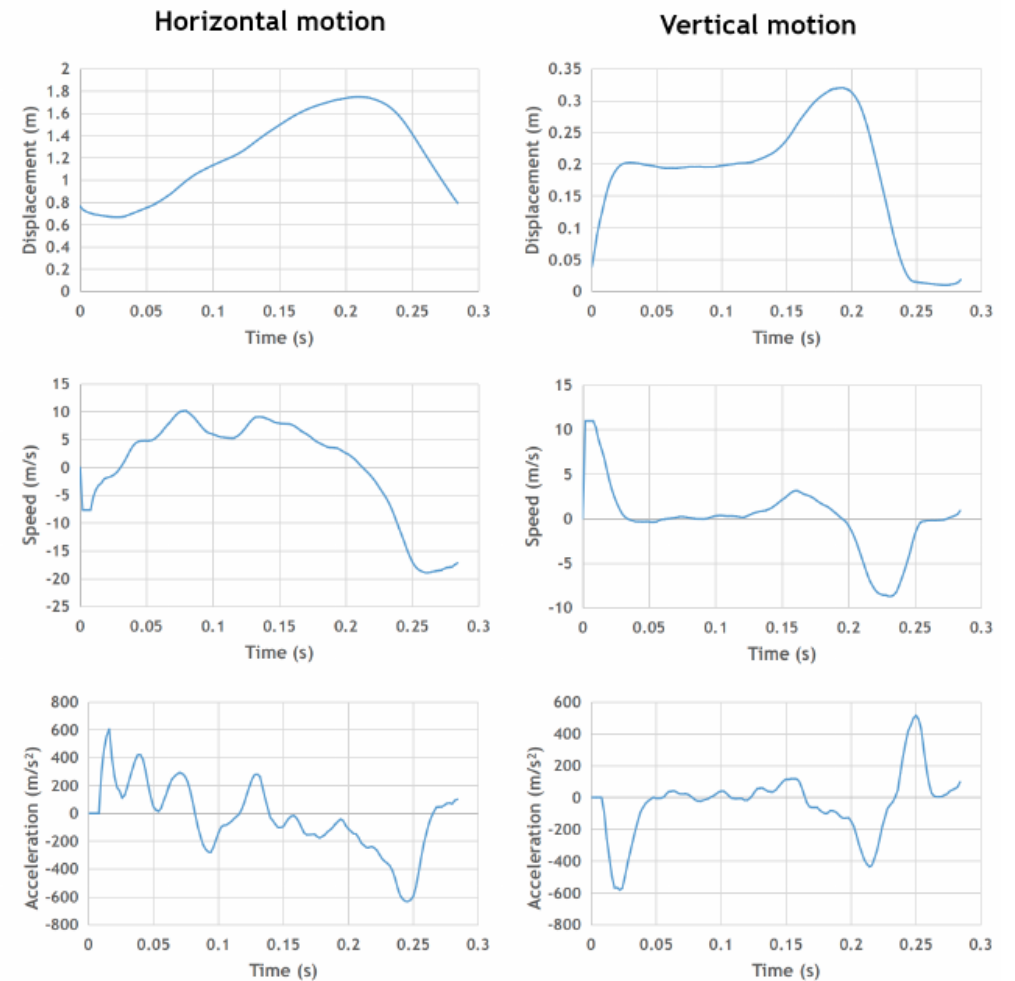 Horizontal motion
Vertical motion
Displacement (m)
2
1.8
1.6
1.4
1.2
1
0.8
0.6
0.4
0.2
0
0 0.05 0.1 0.15 0.2 0.25 0.3
Time (s)
Displacement (m)
0.35
0.3
0.25
0.2
0.15
0.1
0.05
0
0 0.05 0.1 0.15 0.2 0.25 0.3
Time (s)
Speed (m/s)
15
10
5
0
-5
-10
-15
-20
-25
0 0.05 0.1 0.15 0.2 0.25 0.3
Time (s)
Speed (m/s)
15
10
5
0
-5
-10
0 0.05 0.1 0.15 0.2 0.25 0.3
Time (s)
Acceleration (m/s²)
800
600
400
200
0
-200
-400
-600
-800
0 0.05 0.1 0.15 0.2 0.25 0.3
Time (s)
Acceleration (m/s²)
600
400
200
0
-200
-400
-600
-800
0 0.05 0.1 0.15 0.2 0.25 0.3
Time (s)